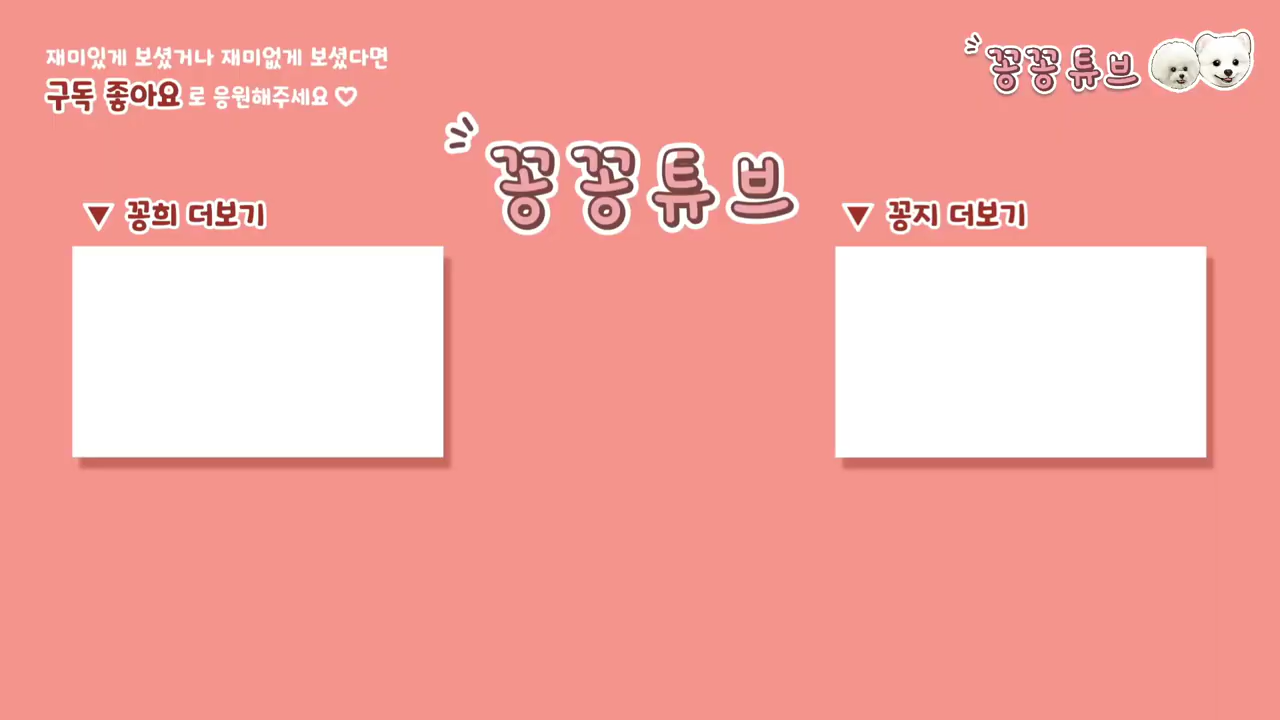 재미있게 보셨거나 재미없게 보셨다면
구독 좋아요 로 응원해주세요 ♡
꽁꽁튜브
꽁꽁튜브
▼ 꽁희 더보기
▼ 꽁지 더보기